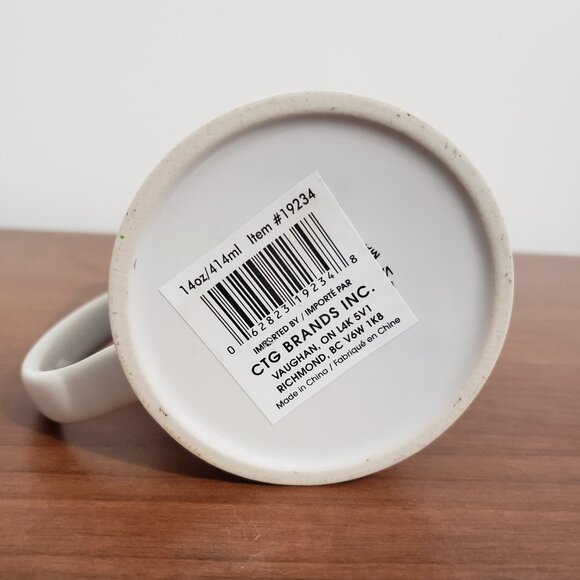 14oz/414ml Item #19234
0 62823 19234 8
IMPORTED BY / IMPORTÉ PAR
CTG BRANDS INC.
VAUGHAN, ON L4K 5V1
RICHMOND, BC V6W 1K8
Made in China / Fabriqué en Chine